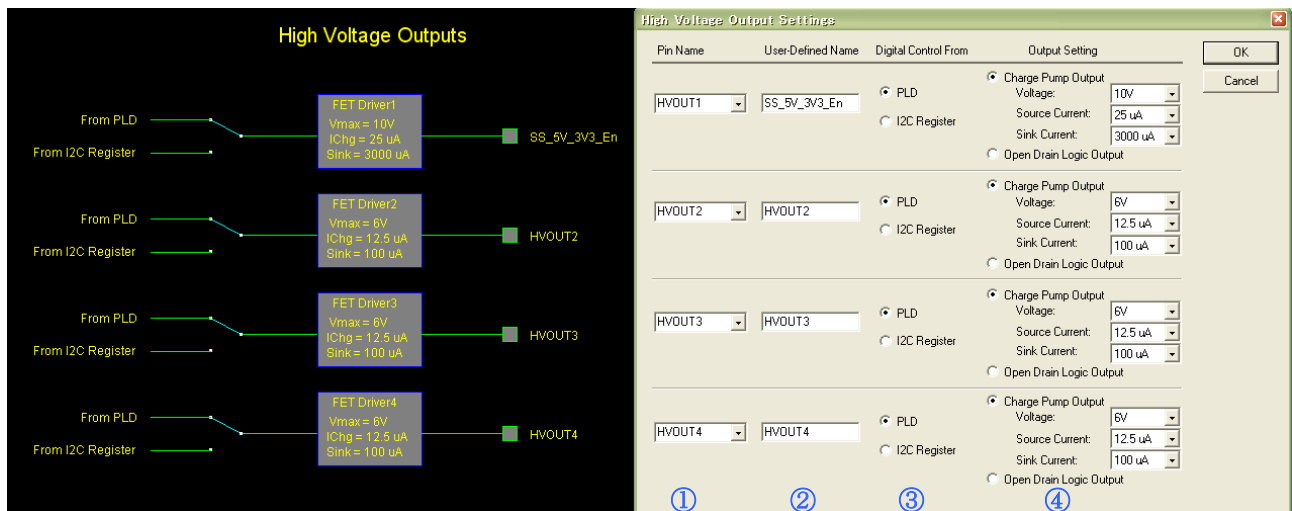 High Voltage Outputs
From PLD
From I2C Register
FET Driver1
Vmax = 10V
IChg = 25 uA
Sink = 3000 uA
SS_5V_3V3_En
From PLD
From I2C Register
FET Driver2
Vmax = 6V
IChg = 12.5 uA
Sink = 100 uA
HVOUT2
From PLD
From I2C Register
FET Driver3
Vmax = 6V
IChg = 12.5 uA
Sink = 100 uA
HVOUT3
From PLD
From I2C Register
FET Driver4
Vmax = 6V
IChg = 12.5 uA
Sink = 100 uA
HVOUT4
High Voltage Output Settings
Pin Name User-Defined Name Digital Control From Output Setting
OK
Cancel
HVOUT1
SS_5V_3V3_En
PLD
I2C Register
Charge Pump Output
Voltage: 10V
Source Current: 25 uA
Sink Current: 3000 uA
Open Drain Logic Output
HVOUT2
HVOUT2
PLD
I2C Register
Charge Pump Output
Voltage: 6V
Source Current: 12.5 uA
Sink Current: 100 uA
Open Drain Logic Output
HVOUT3
HVOUT3
PLD
I2C Register
Charge Pump Output
Voltage: 6V
Source Current: 12.5 uA
Sink Current: 100 uA
Open Drain Logic Output
HVOUT4
HVOUT4
PLD
I2C Register
Charge Pump Output
Voltage: 6V
Source Current: 12.5 uA
Sink Current: 100 uA
Open Drain Logic Output
① ② ③ ④